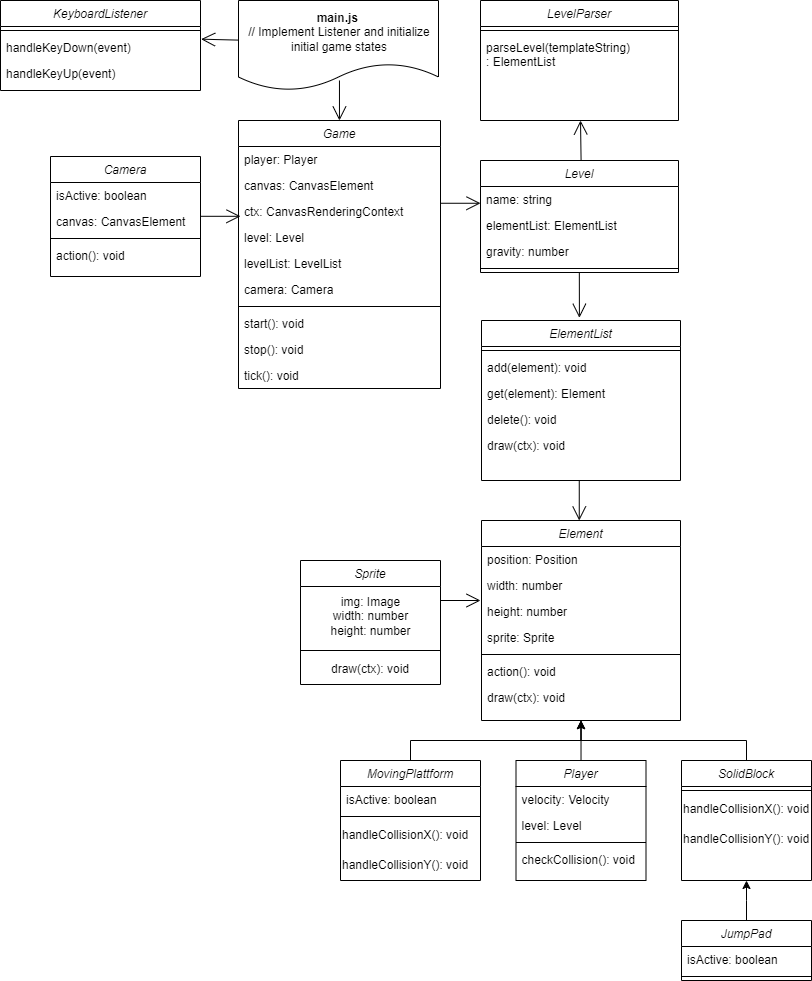 KeyboardListener
handleKeyDown(event)
handleKeyUp(event)
main.js
// Implement Listener and initialize
initial game states
LevelParser
parseLevel(templateString)
: ElementList
Camera
isActive: boolean
canvas: CanvasElement
action(): void
Game
player: Player
canvas: CanvasElement
ctx: CanvasRenderingContext
level: Level
levelList: LevelList
camera: Camera
start(): void
stop(): void
tick(): void
Level
name: string
elementList: ElementList
gravity: number
ElementList
add(element): void
get(element): Element
delete(): void
draw(ctx): void
Sprite
img: Image
width: number
height: number
draw(ctx): void
Element
position: Position
width: number
height: number
sprite: Sprite
action(): void
draw(ctx): void
MovingPlattform
isActive: boolean
handleCollisionX(): void
handleCollisionY(): void
Player
velocity: Velocity
level: Level
checkCollision(): void
SolidBlock
handleCollisionX(): void
handleCollisionY(): void
JumpPad
isActive: boolean